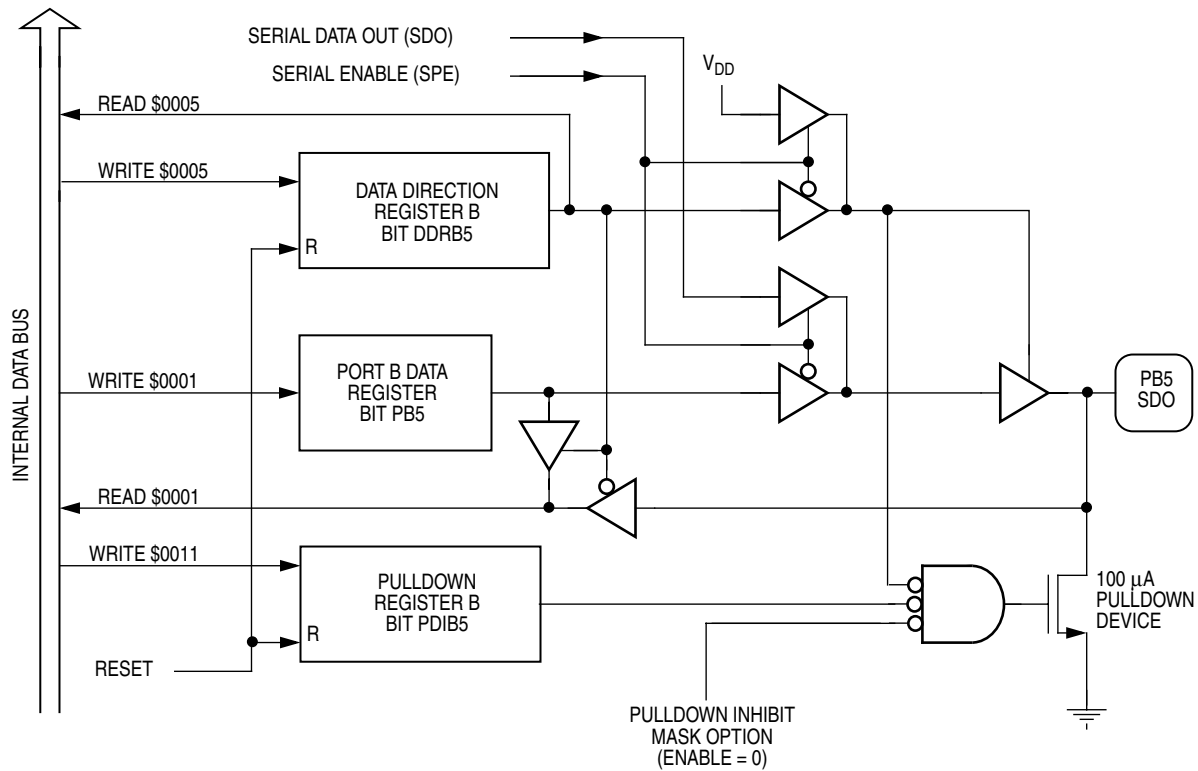 SERIAL DATA OUT (SDO)
SERIAL ENABLE (SPE)
VDD
READ $0005
WRITE $0005
DATA DIRECTION
REGISTER B
BIT DDRB5
R
INTERNAL DATA BUS
WRITE $0001
PORT B DATA
REGISTER
BIT PB5
PB5
SDO
READ $0001
WRITE $0011
PULLDOWN
REGISTER B
BIT PDIB5
R
100 µA
PULLDOWN
DEVICE
RESET
PULLDOWN INHIBIT
MASK OPTION
(ENABLE = 0)